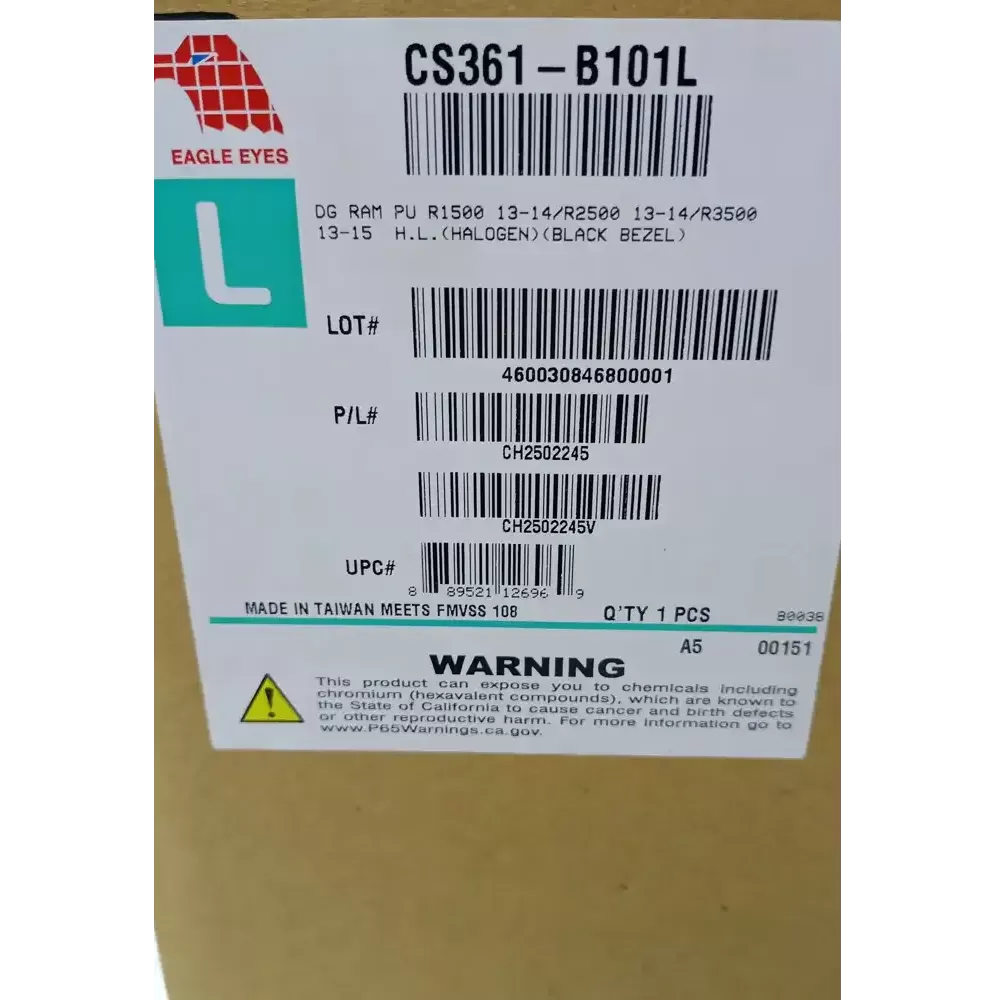 CS361-B101L
EAGLE EYES
L
DG RAM PU R1500 13-14/R2500 13-14/R3500
13-15 H.L.(HALOGEN)(BLACK BEZEL)
LOT#
460030846800001
P/L#
CH2502245
CH2502245V
UPC#
8 89521 12696 9
MADE IN TAIWAN MEETS FMVSS 108 Q'TY 1 PCS B0038
A5 00151
WARNING
This product can expose you to chemicals including
chromium (hexavalent compounds), which are known to
the State of California to cause cancer and birth defects
or other reproductive harm. For more information go to
www.P65Warnings.ca.gov.